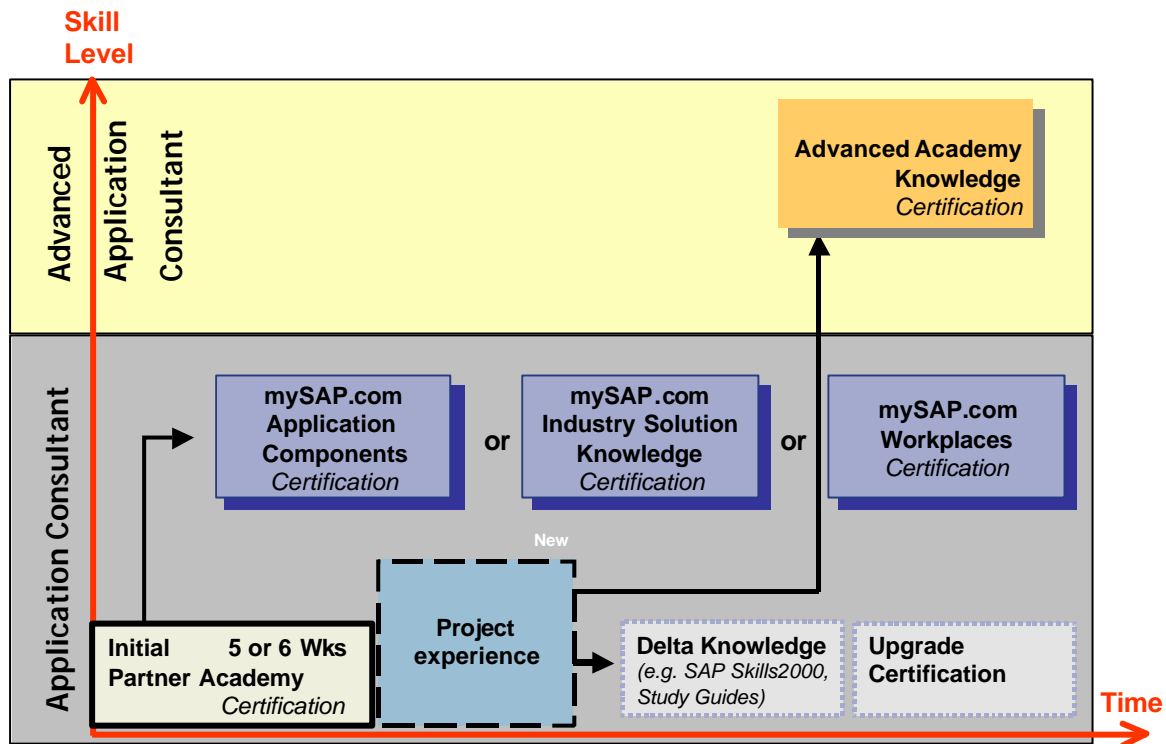 Skill
Level
Advanced
Application
Consultant
Advanced Academy
Knowledge
Certification
Application Consultant
mySAP.com
Application
Components
Certification
or
mySAP.com
Industry Solution
Knowledge
Certification
or
mySAP.com
Workplaces
Certification
New
Initial 5 or 6 Wks
Partner Academy
Certification
Project
experience
Delta Knowledge
(e.g. SAP Skills2000,
Study Guides)
Upgrade
Certification
Time